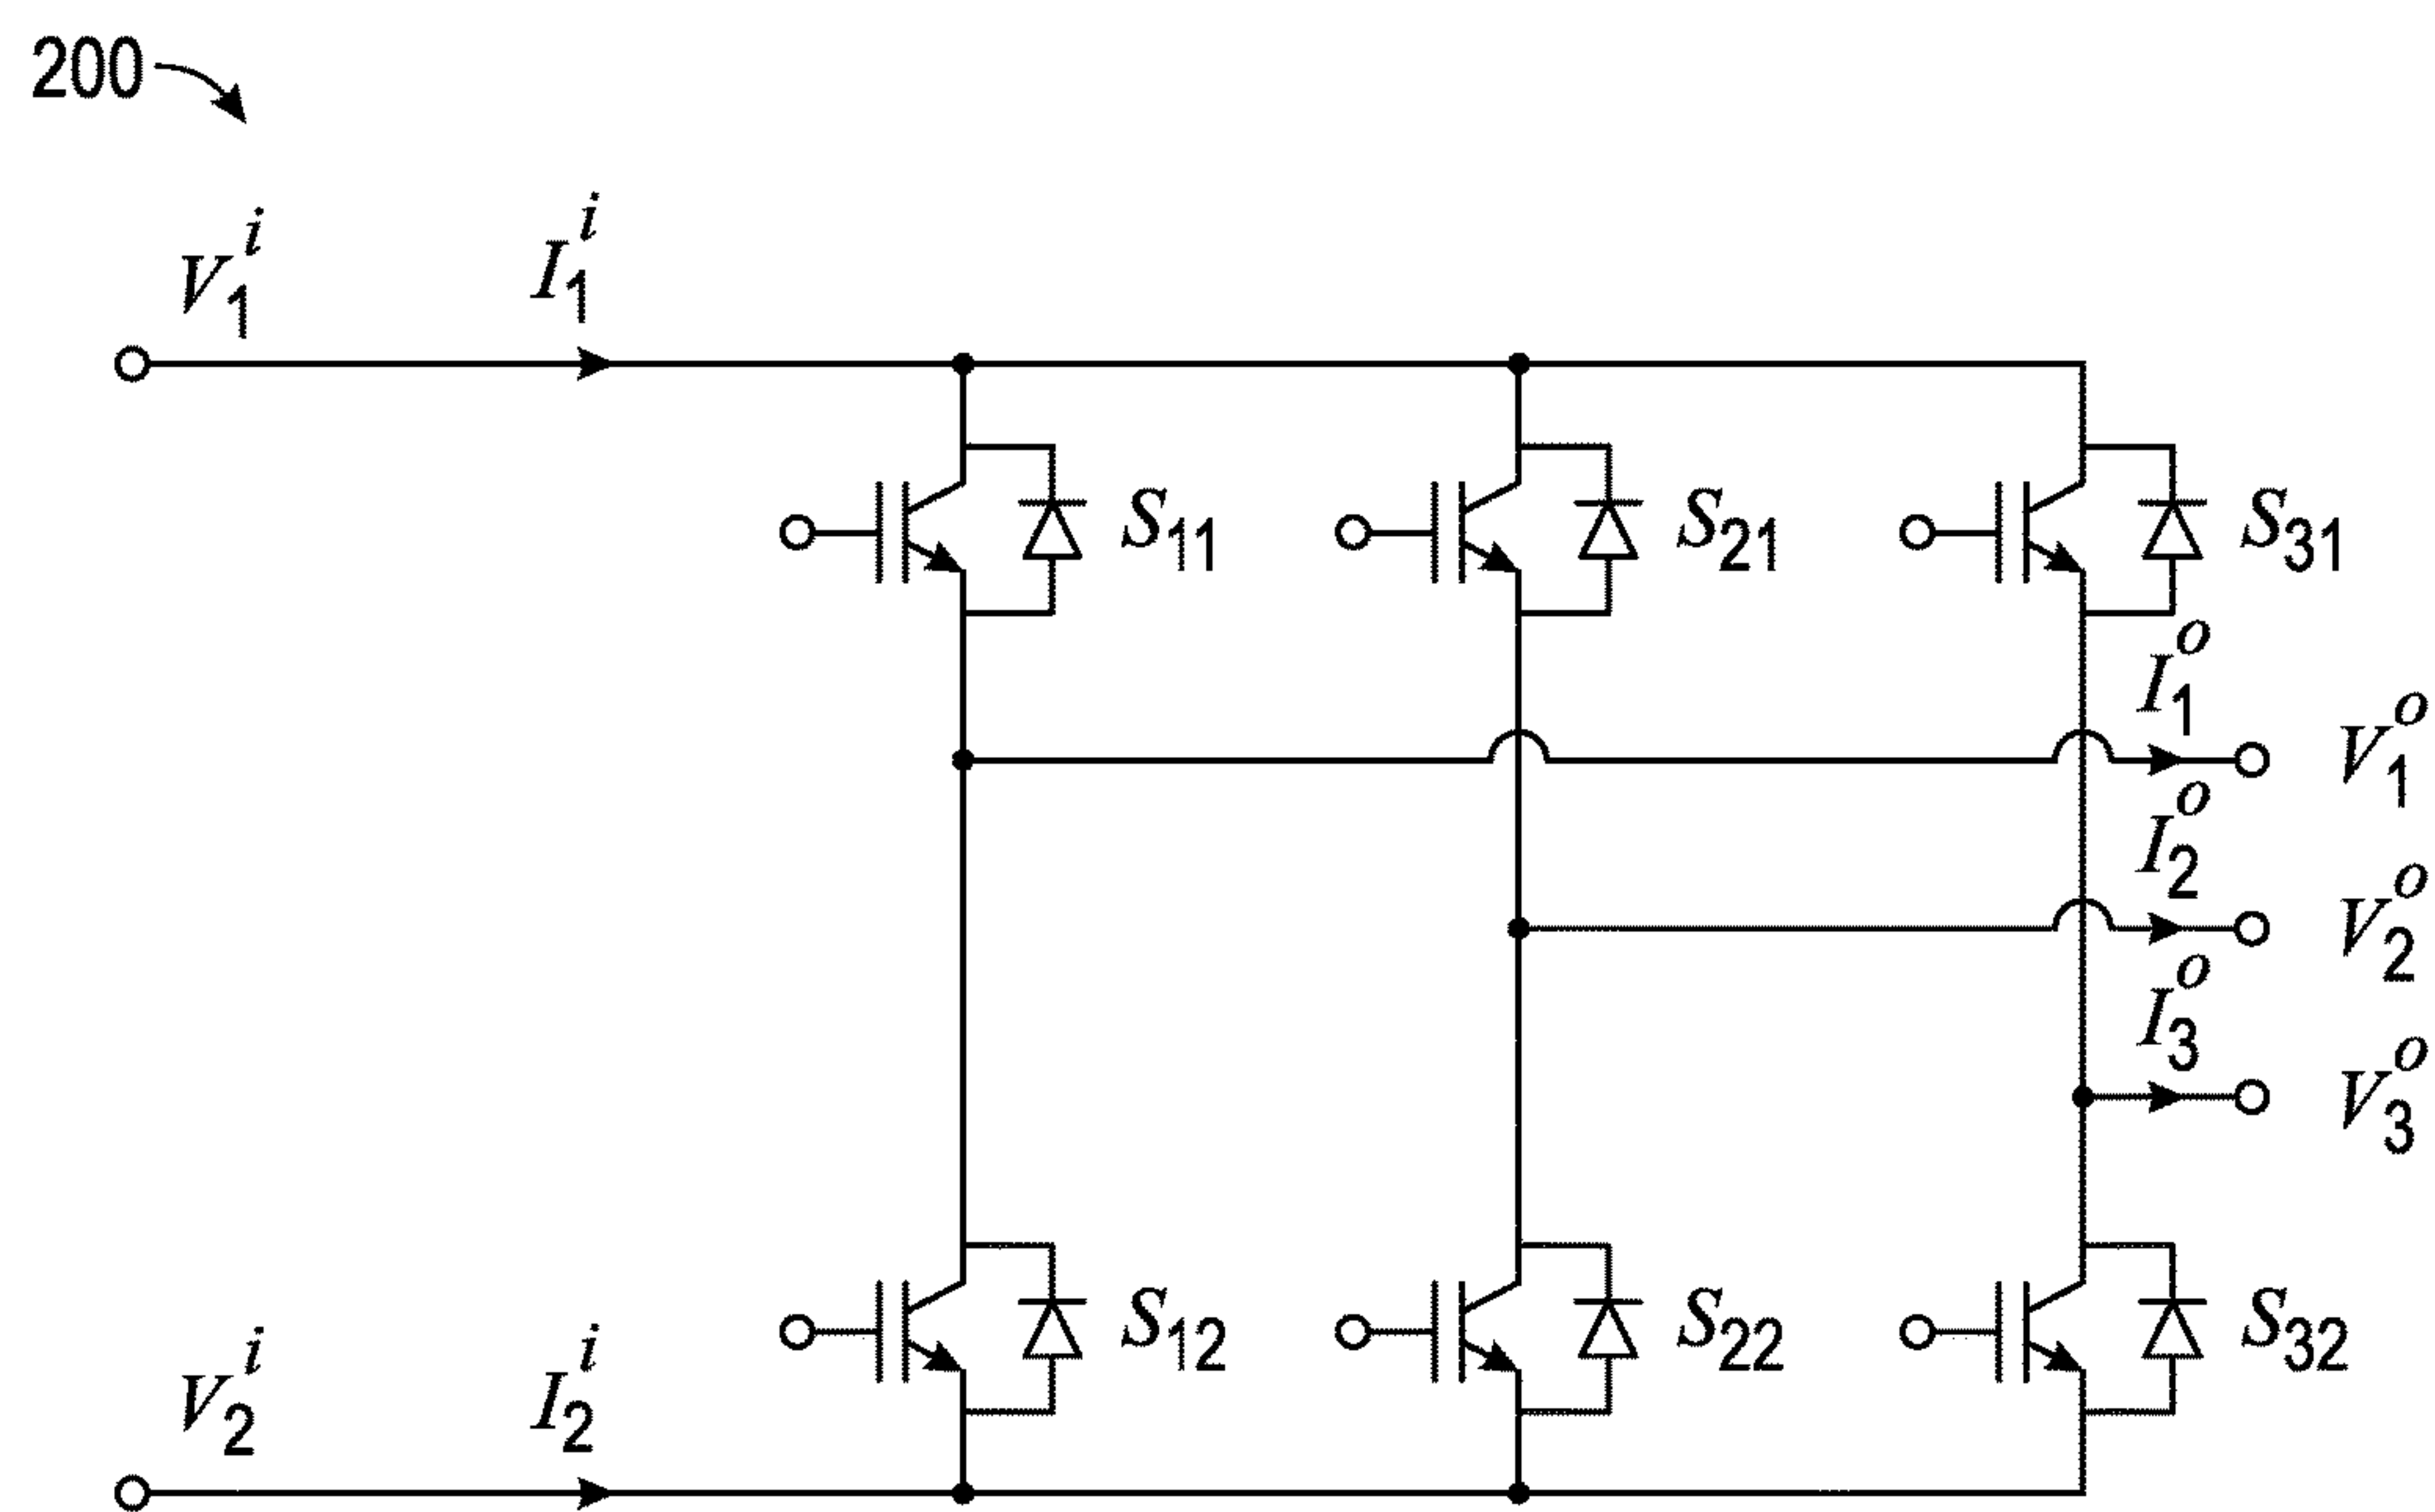 200
V₁ⁱ I₁ⁱ
S₁₁ S₂₁ S₃₁
I₁ᵒ V₁ᵒ
I₂ᵒ V₂ᵒ
I₃ᵒ V₃ᵒ
S₁₂ S₂₂ S₃₂
V₂ⁱ I₂ⁱ